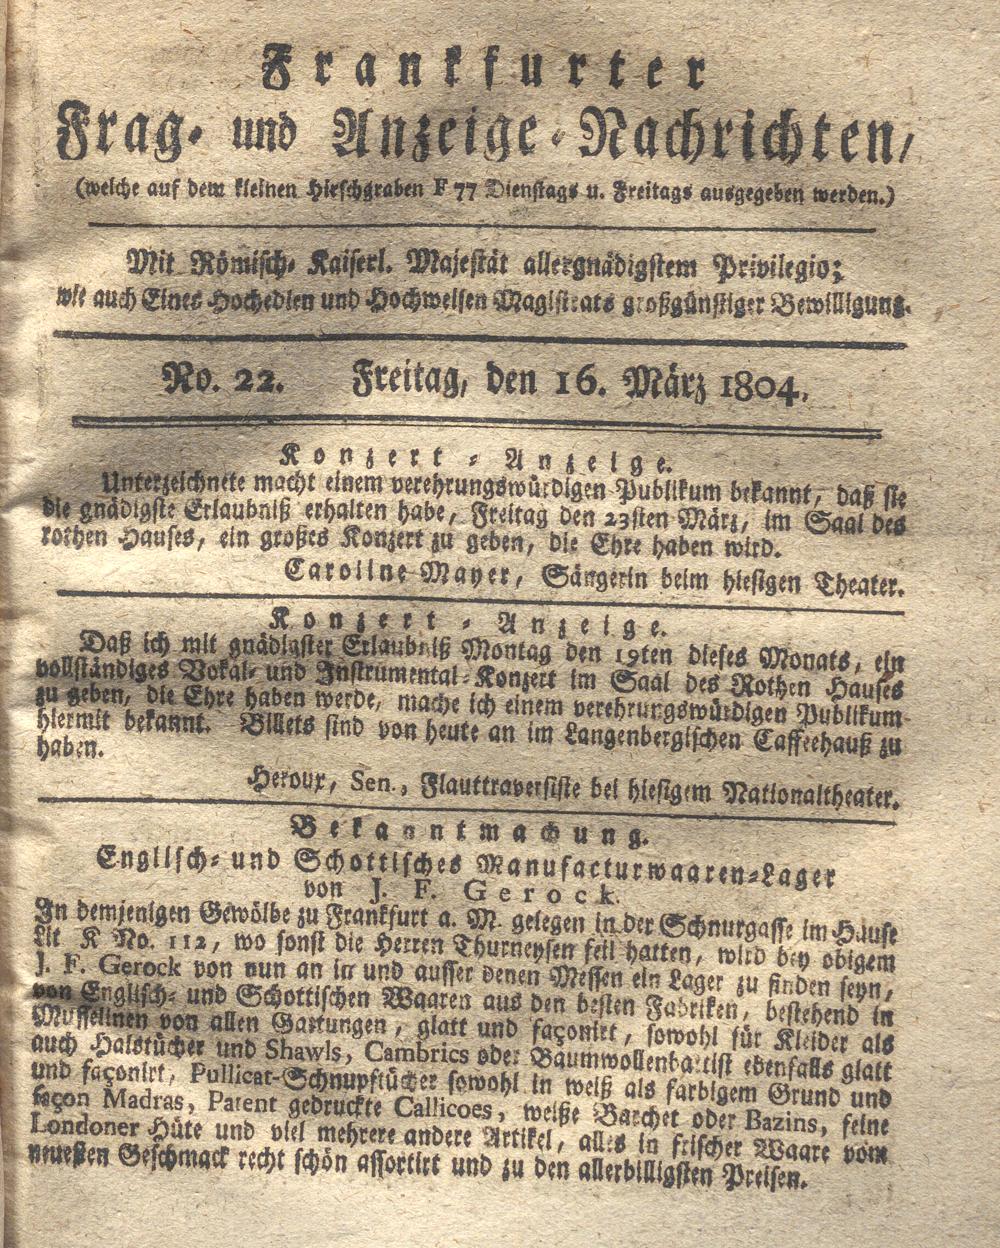 Frankfurter
Frag- und Anzeige-Nachrichten,
(welche auf dem kleinen Hirschgraben F 77 Dienstags u. Freitags ausgegeben werden.)
Mit Römisch- Kaiserl. Majestät allergnädigstem Privilegio;
wie auch Eines Hochedlen und Hochweisen Magistrats großgünstiger Bewilligung.
No. 22. Freitag, den 16. März 1804.
Konzert-Anzeige.
Unterzeichnete macht einem verehrungswürdigen Publikum bekannt, daß sie
die gnädigste Erlaubniß erhalten habe, Freitag den 23sten März, im Saal des
rothen Hauses, ein großes Konzert zu geben, die Ehre haben wird.
Caroline Mayer, Sängerin beim hiesigen Theater.
Konzert-Anzeige.
Daß ich mit gnädigster Erlaubniß Montag den 19ten dieses Monats, ein
vollständiges Vokal- und Instrumental-Konzert im Saal des Rothen Hauses
zu geben, die Ehre haben werde, mache ich einem verehrungswürdigen Publikum
hiermit bekannt. Billets sind von heute an im Langenbergischen Caffeehauß zu
haben.
Heroux, Sen., Flauttraversiste bei hiesigem Nationaltheater.
Bekanntmachung.
Englisch- und Schottisches Manufacturwaaren-Lager
von J. F. Gerock.
In demjenigen Gewölbe zu Frankfurt a. M. gelegen in der Schnurgasse im Hause
Lit K No. 112, wo sonst die Herren Thurneysen feil hatten, wird bey obigem
J. F. Gerock von nun an in und ausser denen Messen ein Lager zu finden seyn,
von Englisch- und Schottischen Waaren aus den besten Fabriken, bestehend in
Musselinen von allen Gattungen, glatt und façonirt, sowohl für Kleider als
auch Halstücher und Shawls, Cambrics oder Baumwollenbattist ebenfalls glatt
und façonirt, Pullicat-Schnupftücher sowohl in weiß als farbigem Grund und
façon Madras, Patent gedruckte Callicoes, weiße Barchet oder Bazins, feine
Londoner Hüte und viel mehrere andere Artikel, alles in frischer Waare vom
neuesten Geschmack recht schön assortirt und zu den allerbilligsten Preisen.